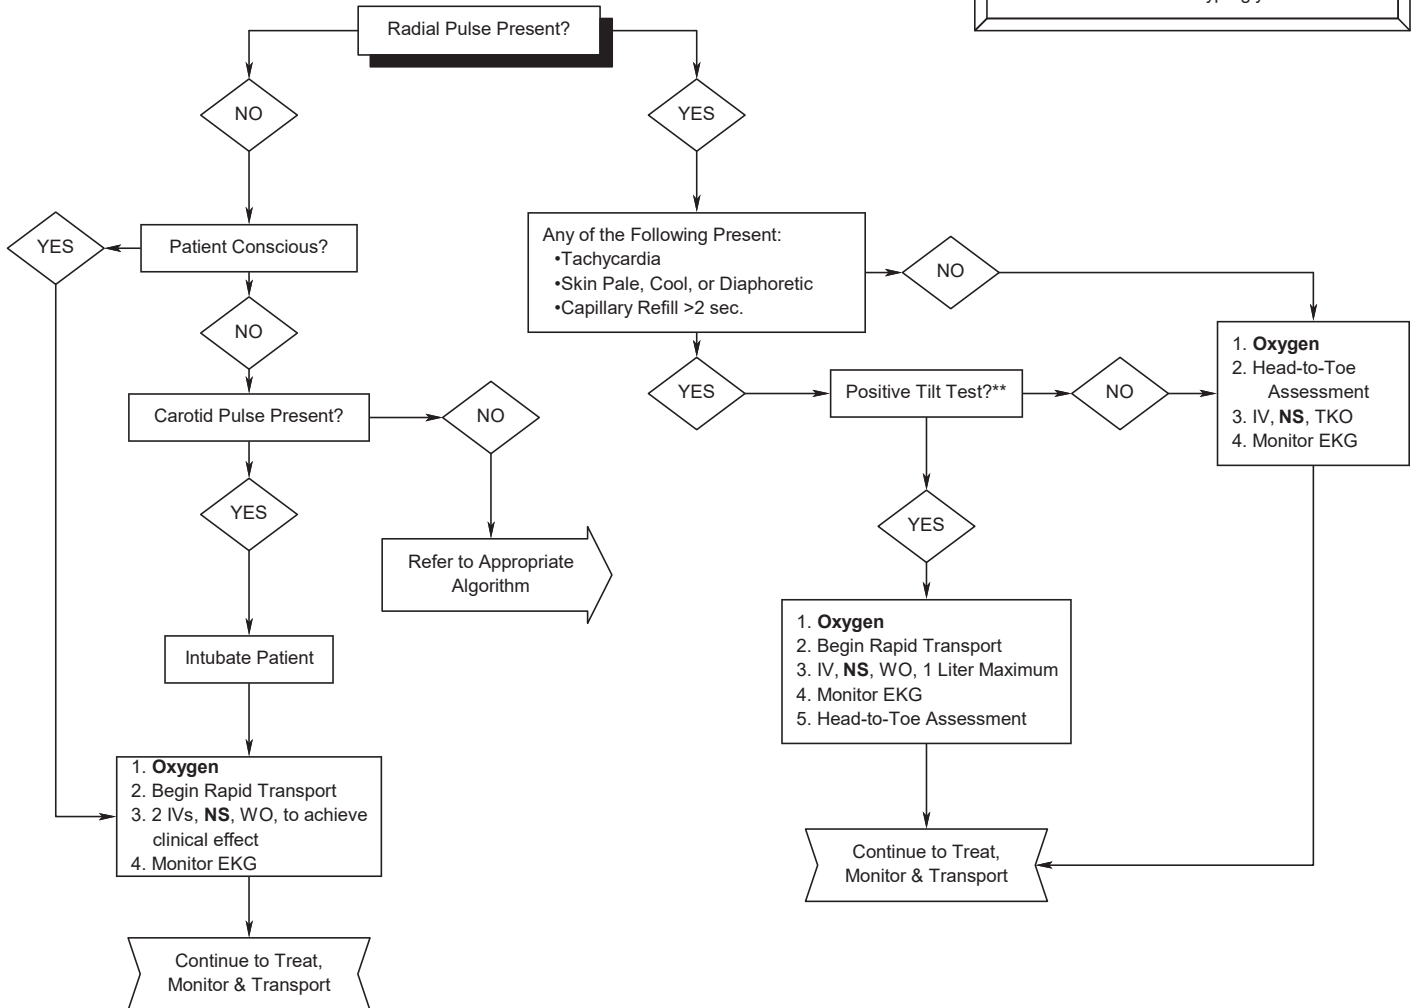 Radial Pulse Present?
NO
YES
YES
Patient Conscious?
Any of the Following Present:
•Tachycardia
•Skin Pale, Cool, or Diaphoretic
•Capillary Refill >2 sec.
NO
NO
YES
Positive Tilt Test?**
NO
1. Oxygen
2. Head-to-Toe
Assessment
3. IV, NS, TKO
4. Monitor EKG
Carotid Pulse Present?
NO
YES
YES
Refer to Appropriate
Algorithm
Intubate Patient
1. Oxygen
2. Begin Rapid Transport
3. IV, NS, WO, 1 Liter Maximum
4. Monitor EKG
5. Head-to-Toe Assessment
1. Oxygen
2. Begin Rapid Transport
3. 2 IVs, NS, WO, to achieve
clinical effect
4. Monitor EKG
Continue to Treat,
Monitor & Transport
Continue to Treat,
Monitor & Transport